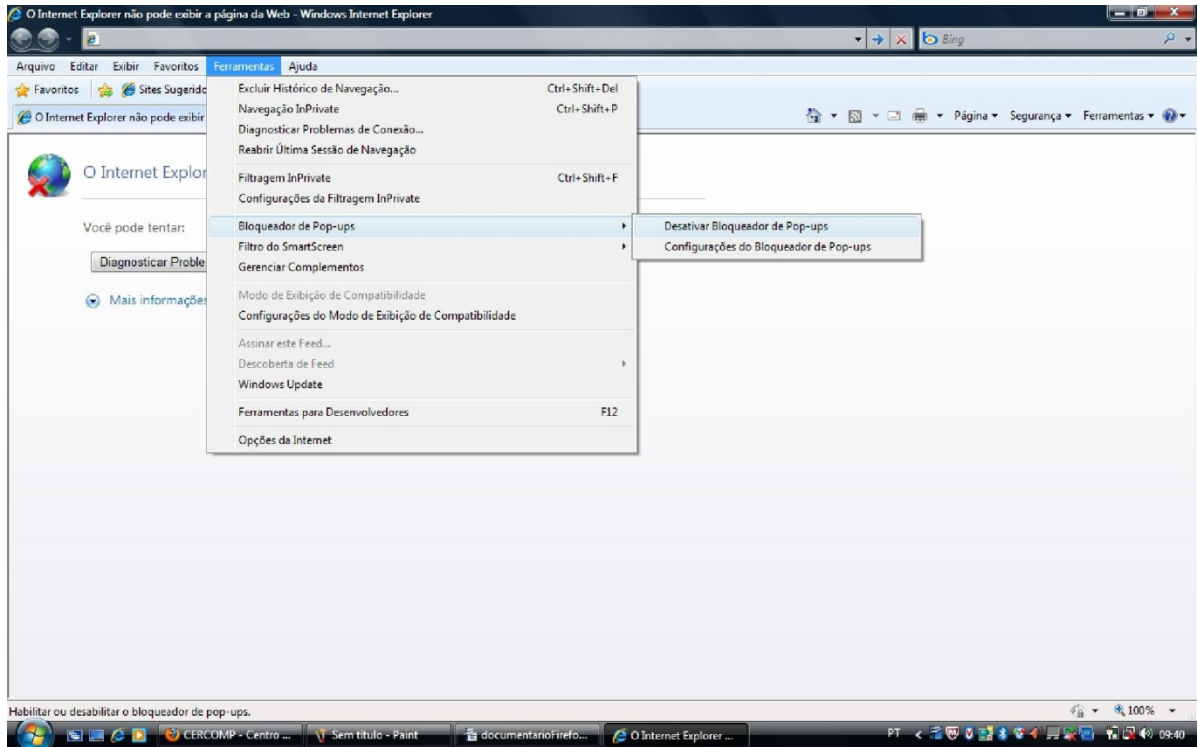 O Internet Explorer não pode exibir a página da Web - Windows Internet Explorer
Bing
Arquivo Editar Exibir Favoritos Ferramentas Ajuda
Favoritos Sites Sugerido
O Internet Explorer não pode exibir
Página Segurança Ferramentas
Excluir Histórico de Navegação... Ctrl+Shift+Del
Navegação InPrivate Ctrl+Shift+P
Diagnosticar Problemas de Conexão...
Reabrir Última Sessão de Navegação
Filtragem InPrivate Ctrl+Shift+F
Configurações da Filtragem InPrivate
Bloqueador de Pop-ups
Filtro do SmartScreen
Gerenciar Complementos
Modo de Exibição de Compatibilidade
Configurações do Modo de Exibição de Compatibilidade
Assinar este Feed...
Descoberta de Feed
Windows Update
Ferramentas para Desenvolvedores F12
Opções da Internet
Desativar Bloqueador de Pop-ups
Configurações do Bloqueador de Pop-ups
O Internet Explor
Você pode tentar:
Diagnosticar Proble
Mais informações
Habilitar ou desabilitar o bloqueador de pop-ups.
100%
CERCOMP - Centro ... Sem título - Paint documentarioFirefo... O Internet Explorer ... PT 09:40